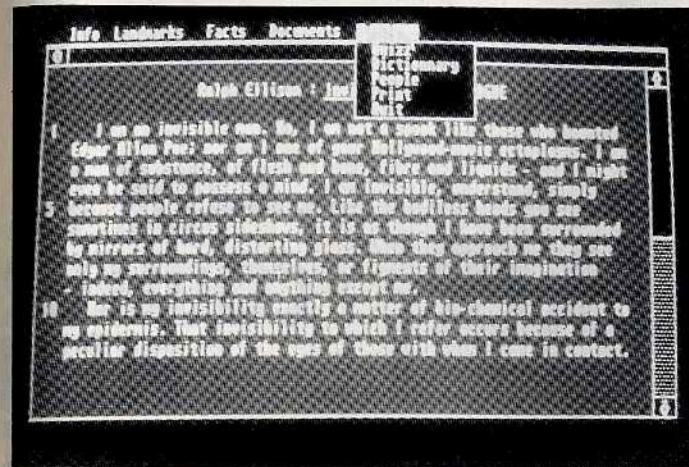 Info Landmarks Facts Documents
Quizz
Dictionnary
People
Print
Quit
Ralph Ellison :
1 I am an invisible man. No, I am not a spook like those who haunted
Edgar Allen Poe; nor am I one of your Hollywood-movie ectoplasms. I am
a man of substance, of flesh and bone, fibre and liquids - and I might
even be said to possess a mind. I am invisible, understand, simply
5 because people refuse to see me. Like the bodiless heads you see
sometimes in circus sideshows, it is as though I have been surrounded
by mirrors of hard, distorting glass. When they approach me they see
only my surroundings, themselves, or figments of their imagination
- indeed, everything and anything except me.
10 Nor is my invisibility exactly a matter of bio-chemical accident to
my epidermis. That invisibility to which I refer occurs because of a
peculiar disposition of the eyes of those with whom I come in contact.